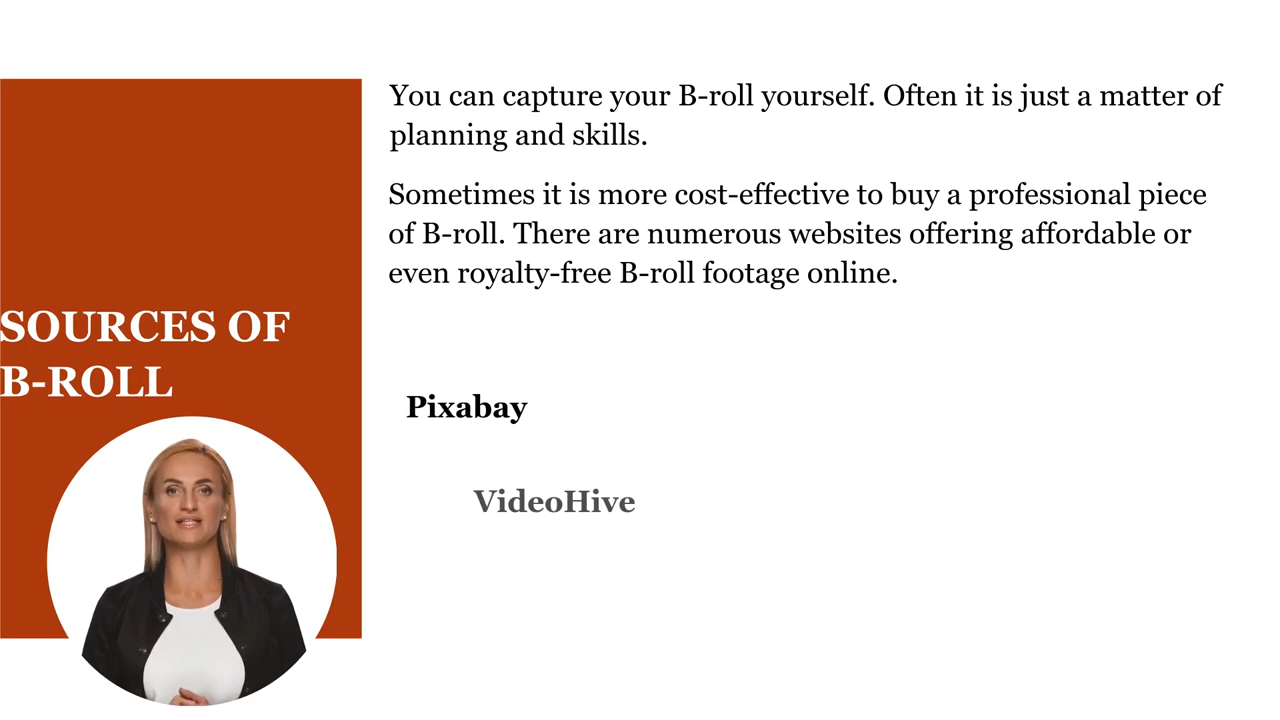 You can capture your B-roll yourself. Often it is just a matter of
planning and skills.
Sometimes it is more cost-effective to buy a professional piece
of B-roll. There are numerous websites offering affordable or
even royalty-free B-roll footage online.
SOURCES OF
B-ROLL
Pixabay
VideoHive